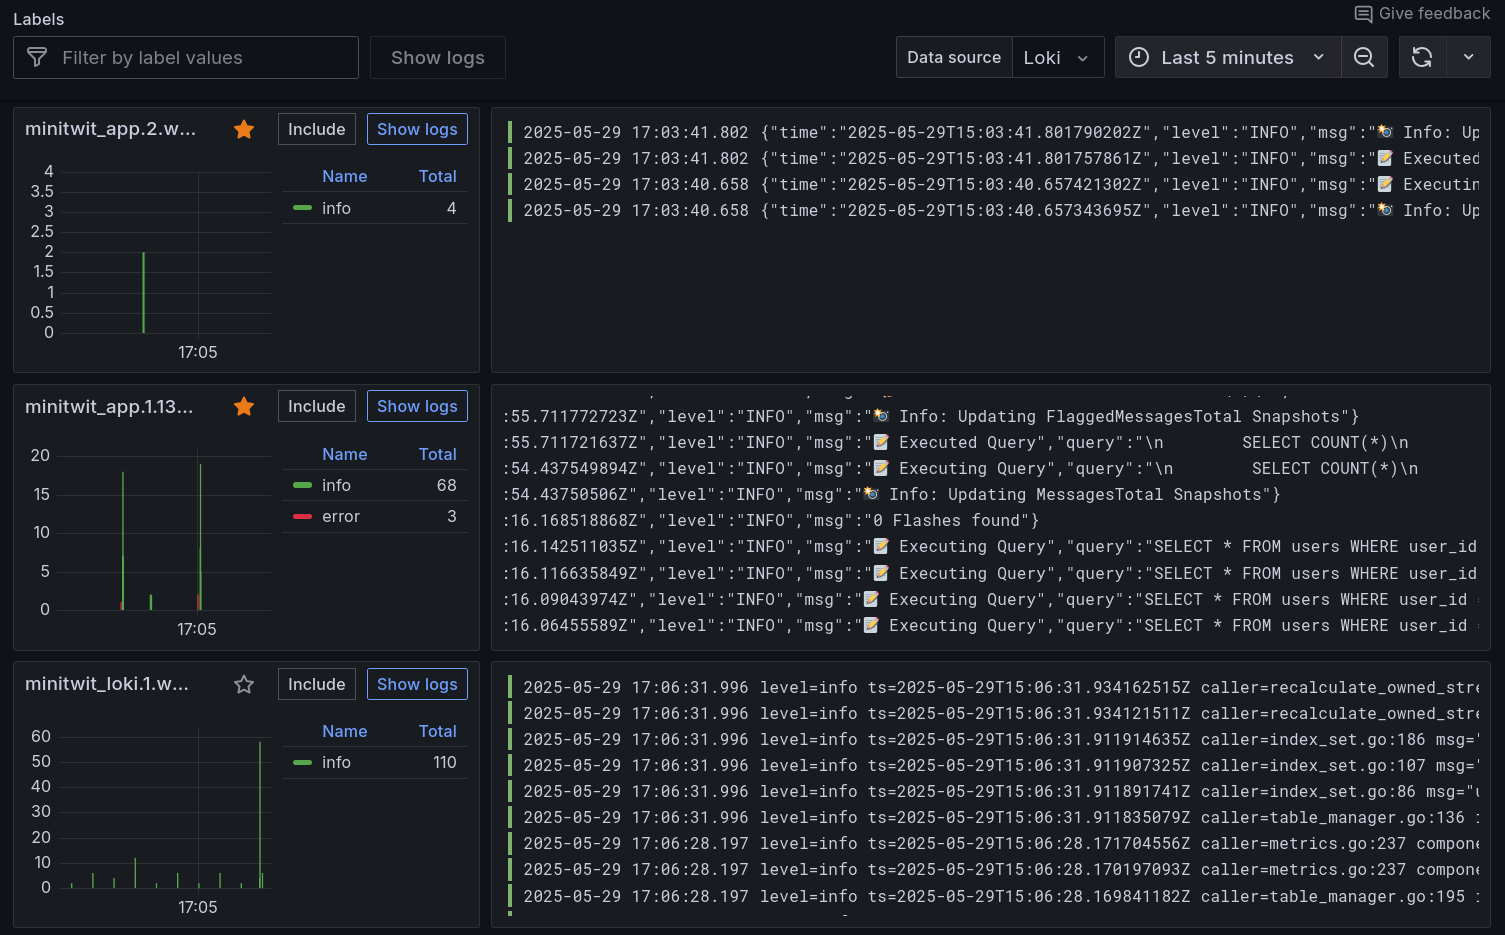 Labels
Give feedback
Filter by label values
Show logs
Data source
Loki
Last 5 minutes
minitwit_app.2.w...
Include
Show logs
4
3.5
3
2.5
2
1.5
1
0.5
0
17:05
Name Total
info 4
2025-05-29 17:03:41.802 {"time":"2025-05-29T15:03:41.801790202Z","level":"INFO","msg":"📸 Info: Up
2025-05-29 17:03:41.802 {"time":"2025-05-29T15:03:41.801757861Z","level":"INFO","msg":"📝 Executed
2025-05-29 17:03:40.658 {"time":"2025-05-29T15:03:40.657421302Z","level":"INFO","msg":"📝 Executin
2025-05-29 17:03:40.658 {"time":"2025-05-29T15:03:40.657343695Z","level":"INFO","msg":"📸 Info: Up
minitwit_app.1.13...
Include
Show logs
20
15
10
5
0
17:05
Name Total
info 68
error 3
:55.711772723Z","level":"INFO","msg":"📸 Info: Updating FlaggedMessagesTotal Snapshots"}
:55.711721637Z","level":"INFO","msg":"📝 Executed Query","query":"\n        SELECT COUNT(*)\n
:54.437549894Z","level":"INFO","msg":"📝 Executing Query","query":"\n        SELECT COUNT(*)\n
:54.43750506Z","level":"INFO","msg":"📸 Info: Updating MessagesTotal Snapshots"}
:16.168518868Z","level":"INFO","msg":"0 Flashes found"}
:16.142511035Z","level":"INFO","msg":"📝 Executing Query","query":"SELECT * FROM users WHERE user_id
:16.116635849Z","level":"INFO","msg":"📝 Executing Query","query":"SELECT * FROM users WHERE user_id
:16.09043974Z","level":"INFO","msg":"📝 Executing Query","query":"SELECT * FROM users WHERE user_id
:16.06455589Z","level":"INFO","msg":"📝 Executing Query","query":"SELECT * FROM users WHERE user_id
minitwit_loki.1.w...
Include
Show logs
60
50
40
30
20
10
0
17:05
Name Total
info 110
2025-05-29 17:06:31.996 level=info ts=2025-05-29T15:06:31.934162515Z caller=recalculate_owned_stre
2025-05-29 17:06:31.996 level=info ts=2025-05-29T15:06:31.934121511Z caller=recalculate_owned_stre
2025-05-29 17:06:31.996 level=info ts=2025-05-29T15:06:31.911914635Z caller=index_set.go:186 msg="
2025-05-29 17:06:31.996 level=info ts=2025-05-29T15:06:31.911907325Z caller=index_set.go:107 msg="
2025-05-29 17:06:31.996 level=info ts=2025-05-29T15:06:31.911891741Z caller=index_set.go:86 msg="u
2025-05-29 17:06:31.996 level=info ts=2025-05-29T15:06:31.911835079Z caller=table_manager.go:136
2025-05-29 17:06:28.197 level=info ts=2025-05-29T15:06:28.171704556Z caller=metrics.go:237 compone
2025-05-29 17:06:28.197 level=info ts=2025-05-29T15:06:28.170197093Z caller=metrics.go:237 compone
2025-05-29 17:06:28.197 level=info ts=2025-05-29T15:06:28.169841182Z caller=table_manager.go:195